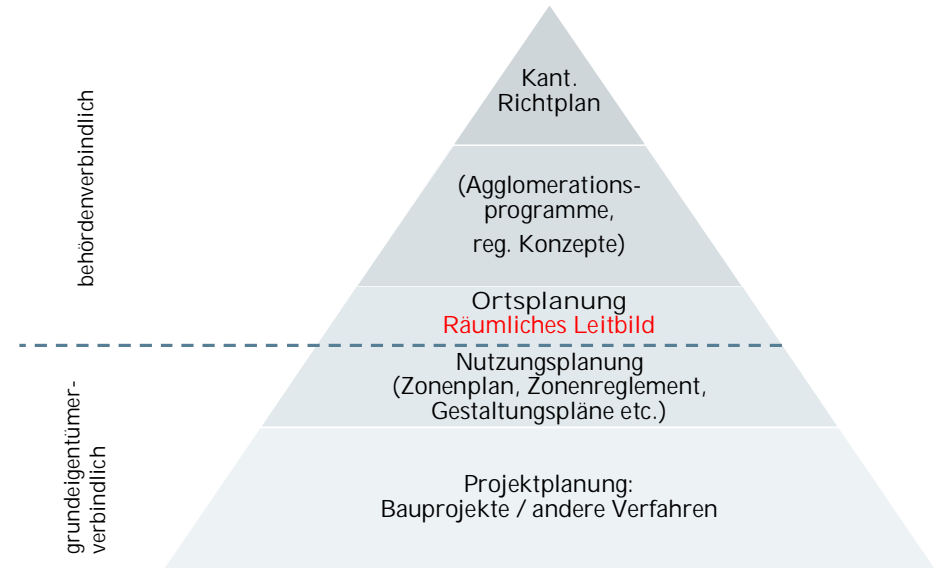 Kant.
Richtplan
(Agglomerations-
programme,
reg. Konzepte)
Ortsplanung
Räumliches Leitbild
Nutzungsplanung
(Zonenplan, Zonenreglement,
Gestaltungspläne etc.)
Projektplanung:
Bauprojekte / andere Verfahren
behördenverbindlich
grundeigentümer-
verbindlich